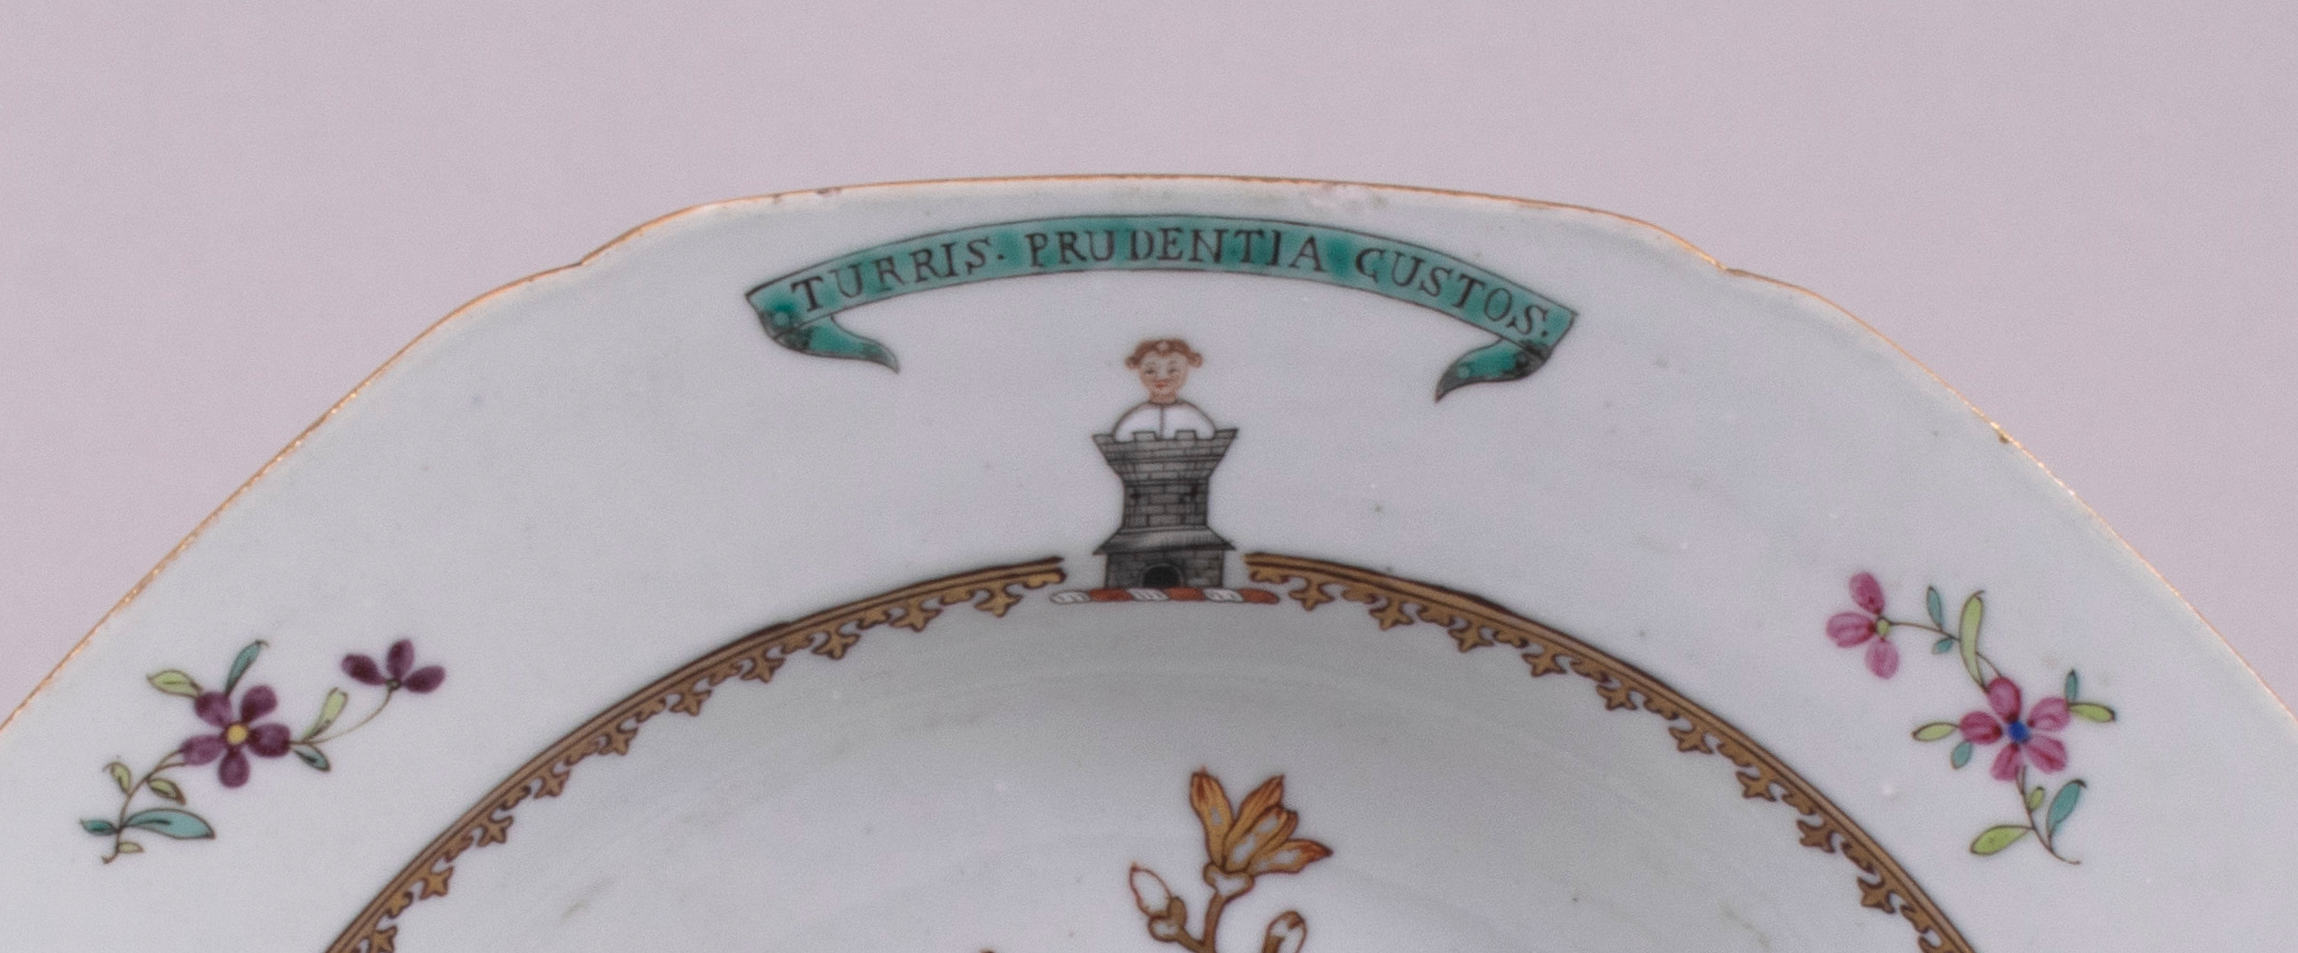 TURRIS. PRUDENTIA CUSTOS.